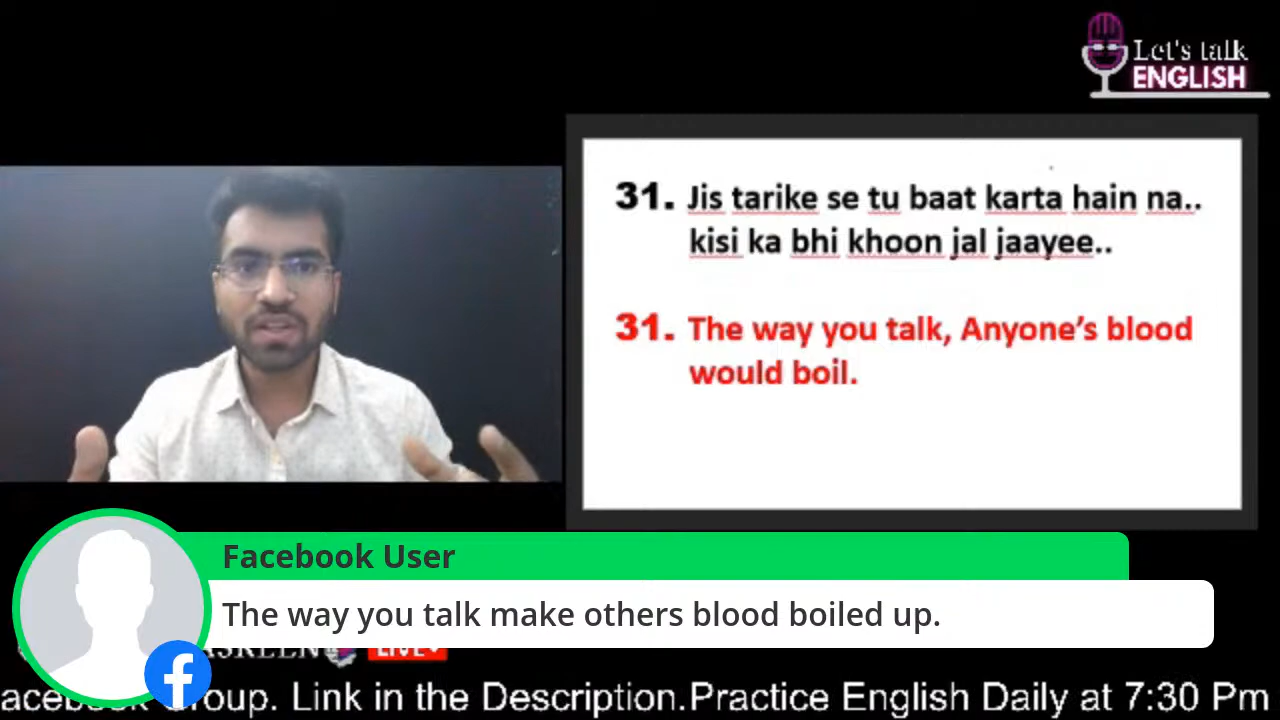 Let's talk
ENGLISH
31. Jis tarike se tu baat karta hain na..
kisi ka bhi khoon jal jaayee..
31. The way you talk, Anyone's blood
would boil.
Facebook User
The way you talk make others blood boiled up.
LIVE
Group. Link in the Description.Practice English Daily at 7:30 Pm